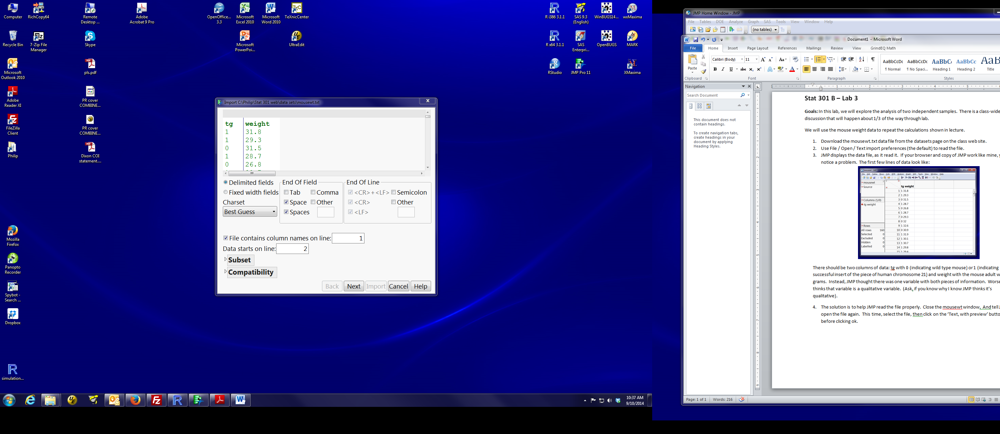 Computer
RichCopy64
Remote
Desktop ...
Adobe
Acrobat 9 Pro
OpenOffice...
3.3
Microsoft
Excel 2010
Microsoft
Word 2010
TeXnicCenter
R i386 3.1.1
SAS 9.3
(English)
WinBUGS14...
wxMaxima
Recycle Bin
7-Zip File
Manager
Skype
Microsoft
PowerPoi...
UltraEdit
R x64 3.1.1
SAS
Enterpri...
OpenBUGS
MARK
Microsoft
Outlook 2010
pls.pdf
RStudio
JMP Pro 11
XMaxima
Adobe
Reader XI
PR cover
COMBINE...
FileZilla
Client
PR cover
COMBINE...
Philip
Dixon COI
statement....
Mozilla
Firefox
Panopto
Recorder
Spybot -
Search ...
Dropbox
simulation...
Import C:\Philip\Stat 301 web\data sets\mousewt.txt
tg weight
1 31.8
1 29.3
0 31.5
1 28.7
0 26.8
Delimited fields
Fixed width fields
Charset
Best Guess
End Of Field
Tab Comma
Space Other
Spaces
End Of Line
<CR>+<LF> Semicolon
<CR> Other
<LF>
File contains column names on line: 1
Data starts on line: 2
Subset
Compatibility
Back Next Import Cancel Help
10:37 AM
9/10/2014
JMP Home Window - JMP
File Tables DOE Analyze Graph SAS Tools View Window Help
(no tables)
Document1 - Microsoft Word
File Home Insert Page Layout References Mailings Review View GrindEQ Math
Paste
Calibri (Body) 11
AaBbCcDc AaBbCcDc AaBbC AaBbCc AaB
¶ Normal ¶ No Spaci... Heading 1 Heading 2 Title
Clipboard Font Paragraph Styles
Navigation
Search Document
This document does not
contain headings.
To create navigation tabs,
create headings in your
document by applying
Heading Styles.
Stat 301 B – Lab 3
Goals: In this lab, we will explore the analysis of two independent samples. There is a class-wide
discussion that will happen about 1/3 of the way through lab.
We will use the mouse weight data to repeat the calculations shown in lecture.
1. Download the mousewt.txt data file from the datasets page on the class web site.
2. Use File / Open / Text import preferences (the default) to read the file.
3. JMP displays the data file, as it read it. If your browser and copy of JMP work like mine,
notice a problem. The first few lines of data look like:
mousewt - JMP
File Edit Tables Rows Cols DOE Analyze Graph SAS Tools View Window Help
mousewt
Source
Columns (1/0)
tg weight
Rows
All rows 160
Selected 0
Excluded 0
Hidden 0
Labelled 0
tg weight
1 1 31.8
2 1 29.3
3 0 31.5
4 1 28.7
5 0 26.8
6 1 28.7
7 0 29.3
8 0 32
9 1 32.6
10 0 30.9
11 1 31.9
12 1 30.1
13 1 30.7
14 1 29.8
15 1 29.4
There should be two columns of data: tg with 0 (indicating wild type mouse) or 1 (indicating
successful insert of the piece of human chromosome 21) and weight with the mouse adult w
grams. Instead, JMP thought there was one variable with both pieces of information. Worse
thinks that variable is a qualitative variable. (Ask, if you know why I know JMP thinks it's
qualitative).
4. The solution is to help JMP read the file properly. Close the mousewt window, And tell J
open the file again. This time, select the file, then click on the ‘Text, with preview’ butto
before clicking ok.
Page: 1 of 1 Words: 216